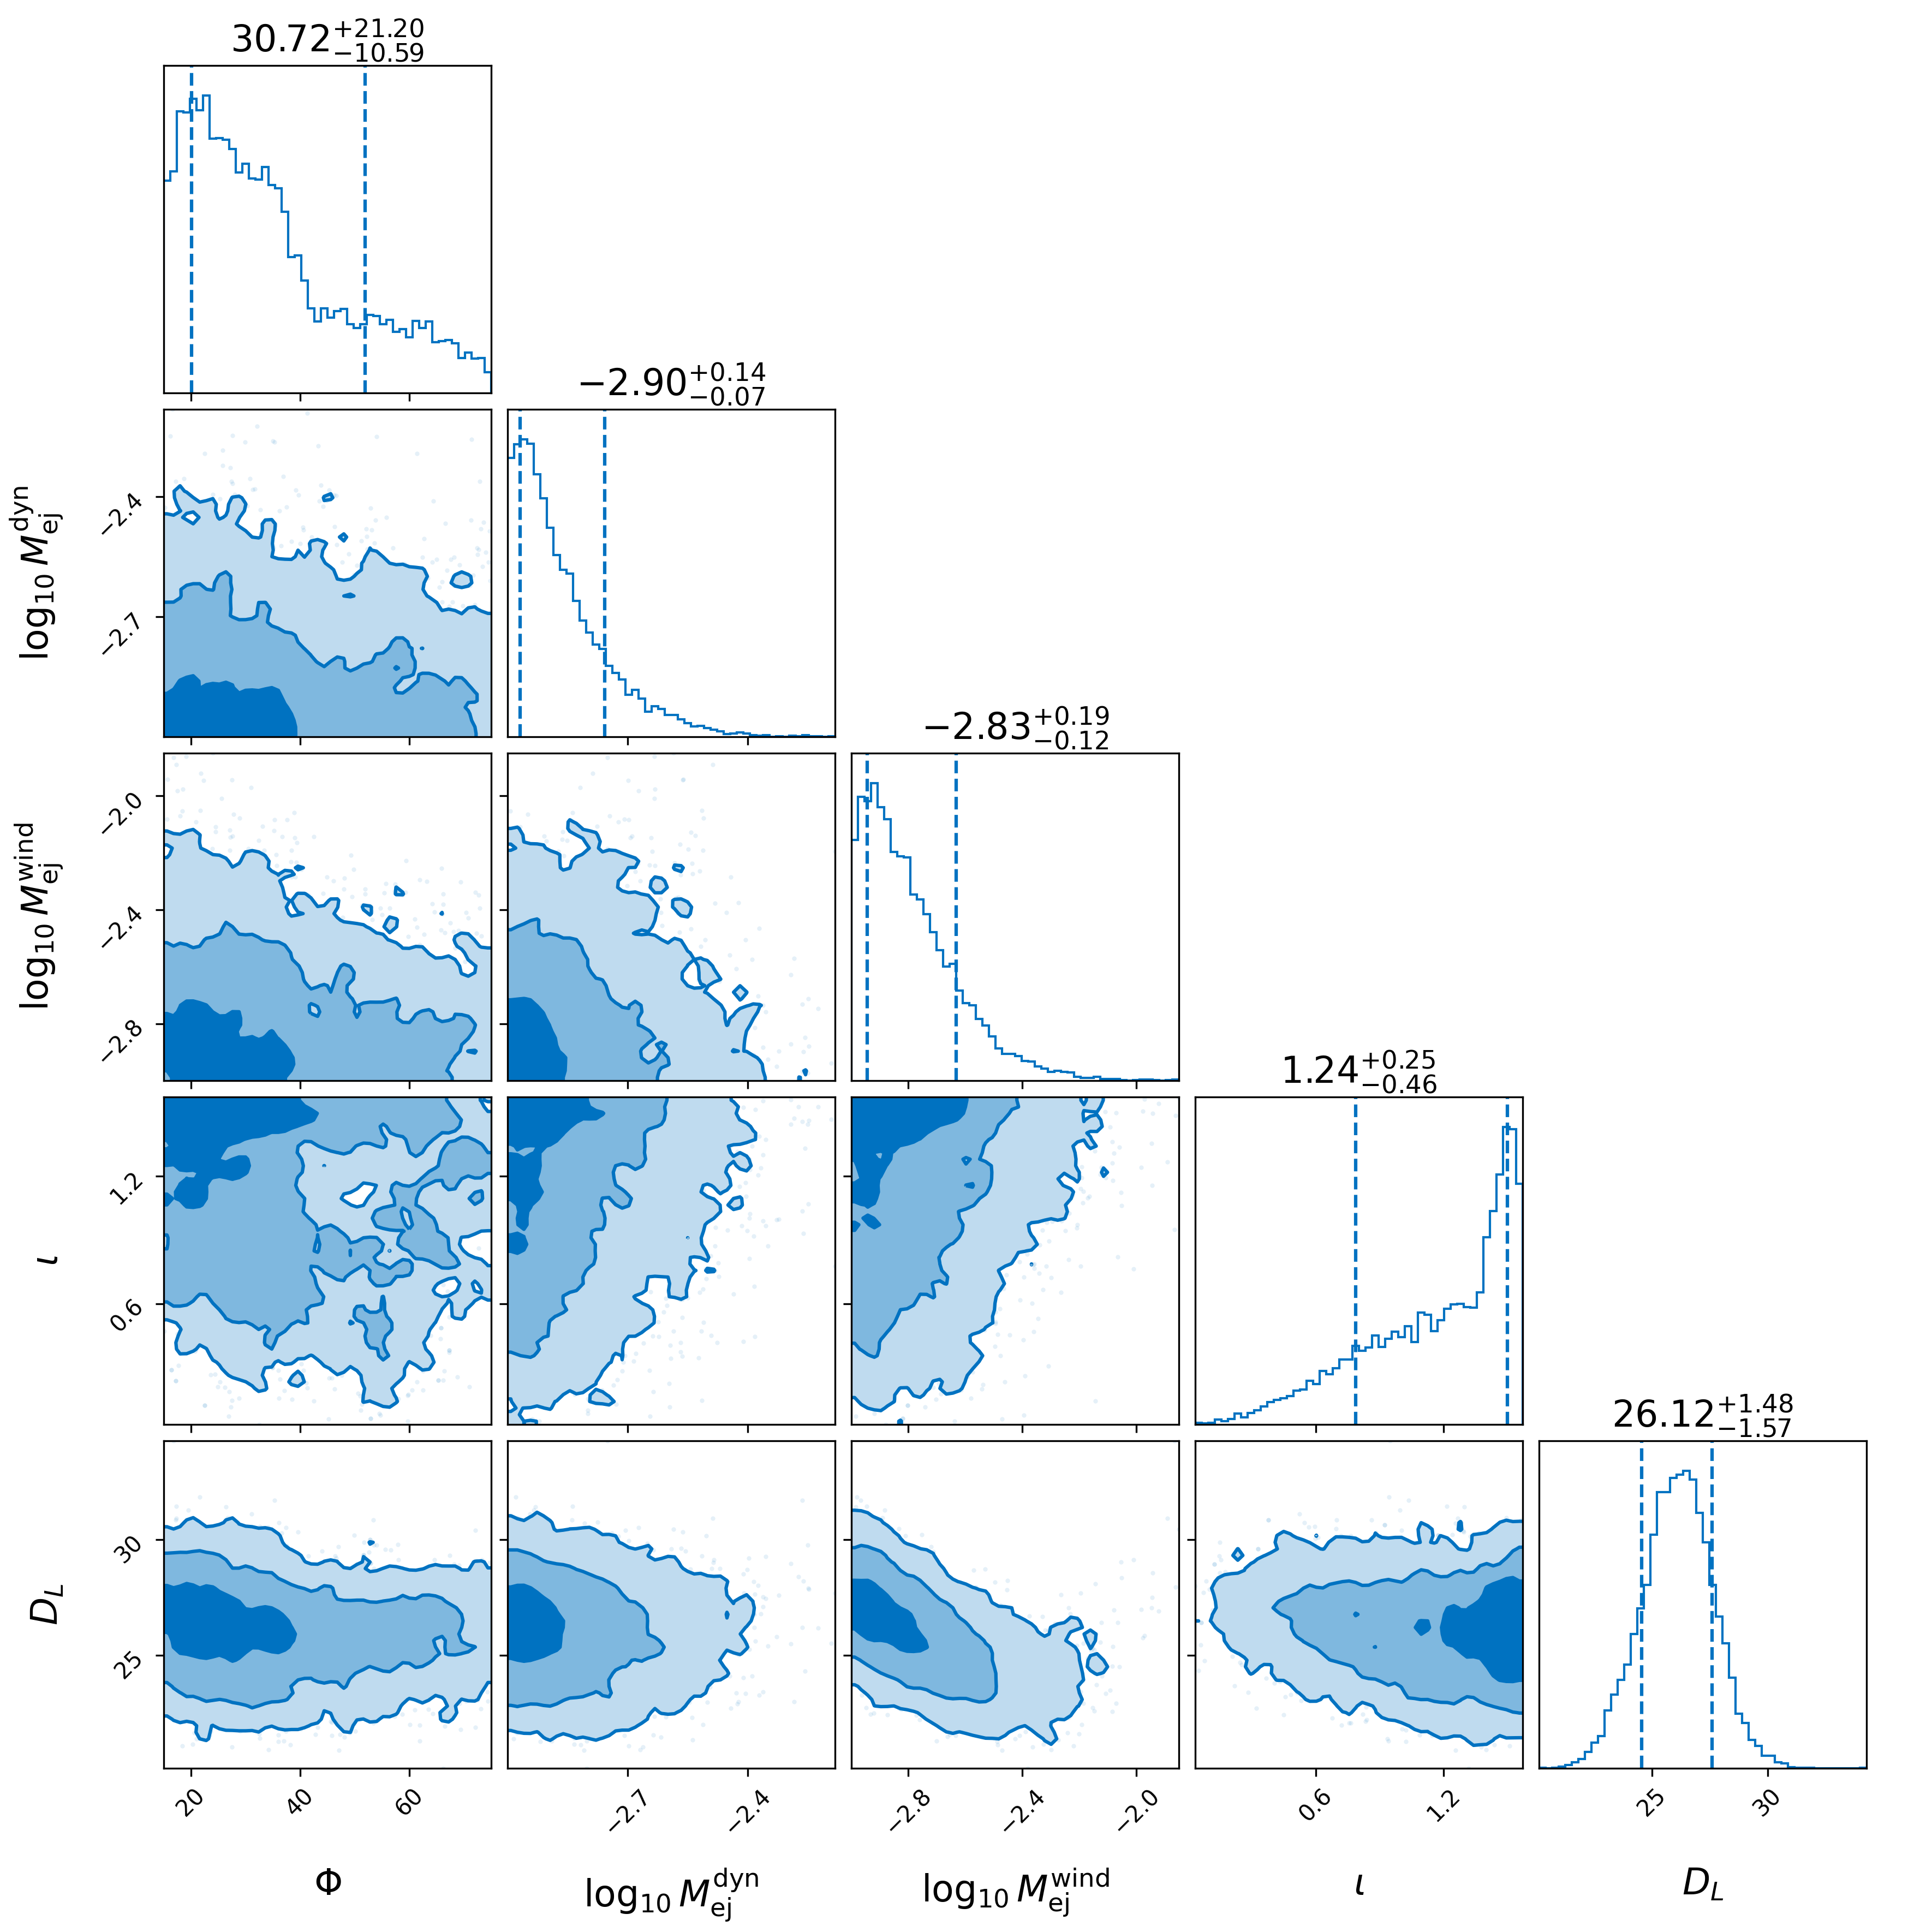 30.72+21.20−10.59
−2.90+0.14−0.07
−2.4
−2.7
log10 Mejdyn
−2.83+0.19−0.12
−2.0
−2.4
−2.8
log10 Mejwind
1.24+0.25−0.46
1.2
0.6
ι
26.12+1.48−1.57
30
25
DL
20 40 60 −2.7 −2.4 −2.8 −2.4 −2.0 0.6 1.2 25 30
Φ log10 Mejdyn log10 Mejwind ι DL